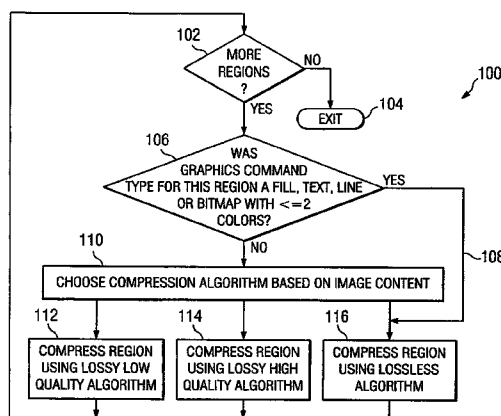 102
MORE
REGIONS
?
NO
100
104
EXIT
YES
106
WAS
GRAPHICS COMMAND
TYPE FOR THIS REGION A FILL, TEXT, LINE
OR BITMAP WITH <=2
COLORS?
YES
NO
108
110
CHOOSE COMPRESSION ALGORITHM BASED ON IMAGE CONTENT
112
COMPRESS REGION
USING LOSSY LOW
QUALITY ALGORITHM
114
COMPRESS REGION
USING LOSSY HIGH
QUALITY ALGORITHM
116
COMPRESS REGION
USING LOSSLESS
ALGORITHM